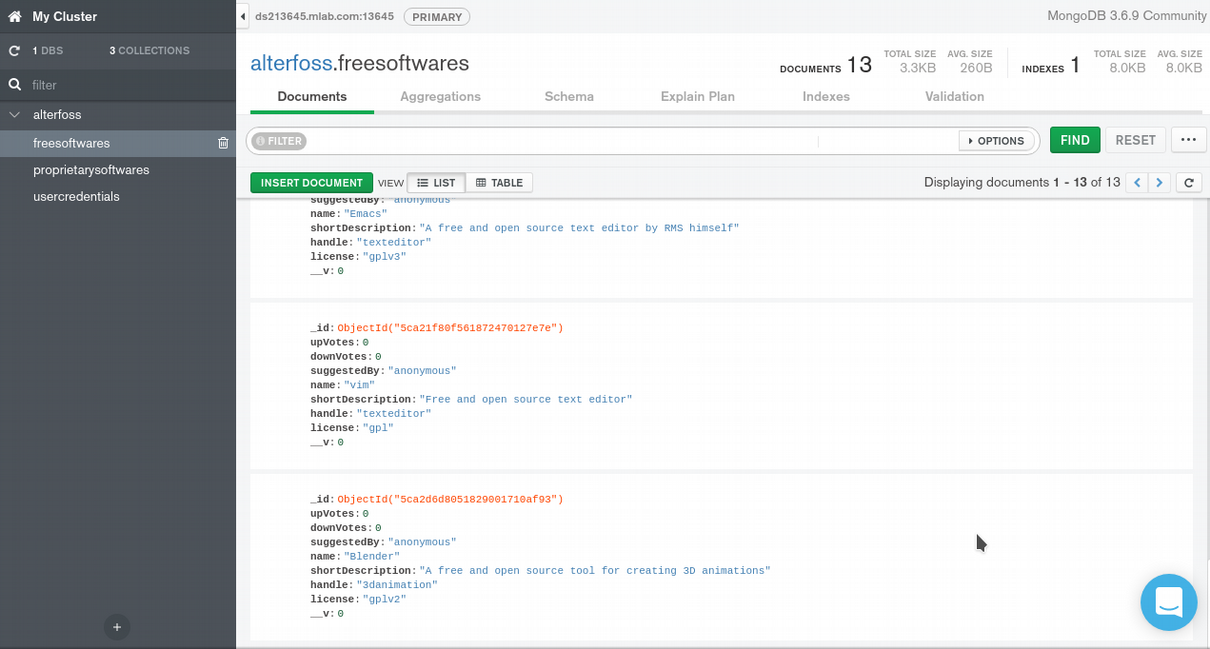 My Cluster
ds213645.mlab.com:13645 PRIMARY
MongoDB 3.6.9 Community
1 DBS 3 COLLECTIONS
filter
alterfoss
freesoftwares
proprietarysoftwares
usercredentials
alterfoss.freesoftwares
DOCUMENTS 13 TOTAL SIZE 3.3KB AVG. SIZE 260B
INDEXES 1 TOTAL SIZE 8.0KB AVG. SIZE 8.0KB
Documents Aggregations Schema Explain Plan Indexes Validation
FILTER OPTIONS FIND RESET ...
INSERT DOCUMENT VIEW LIST TABLE Displaying documents 1 - 13 of 13
suggestedBy: "anonymous"
name: "Emacs"
shortDescription: "A free and open source text editor by RMS himself"
handle: "texteditor"
license: "gplv3"
__v: 0
_id: ObjectId("5ca21f80f561872470127e7e")
upVotes: 0
downVotes: 0
suggestedBy: "anonymous"
name: "vim"
shortDescription: "Free and open source text editor"
handle: "texteditor"
license: "gpl"
__v: 0
_id: ObjectId("5ca2d6d8051829001710af93")
upVotes: 0
downVotes: 0
suggestedBy: "anonymous"
name: "Blender"
shortDescription: "A free and open source tool for creating 3D animations"
handle: "3danimation"
license: "gplv2"
__v: 0